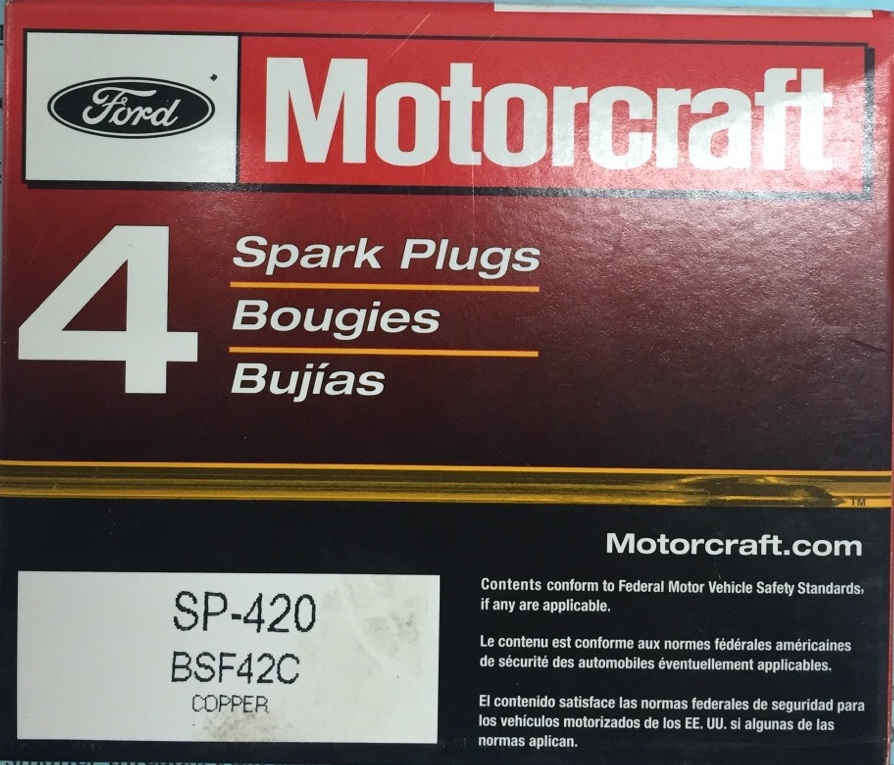 Ford
Motorcraft
4
Spark Plugs
Bougies
Bujías
TM
Motorcraft.com
SP-420
BSF42C
COPPER
Contents conform to Federal Motor Vehicle Safety Standards,
if any are applicable.
Le contenu est conforme aux normes fédérales américaines
de sécurité des automobiles éventuellement applicables.
El contenido satisface las normas federales de seguridad para
los vehículos motorizados de los EE. UU. si algunas de las
normas aplican.